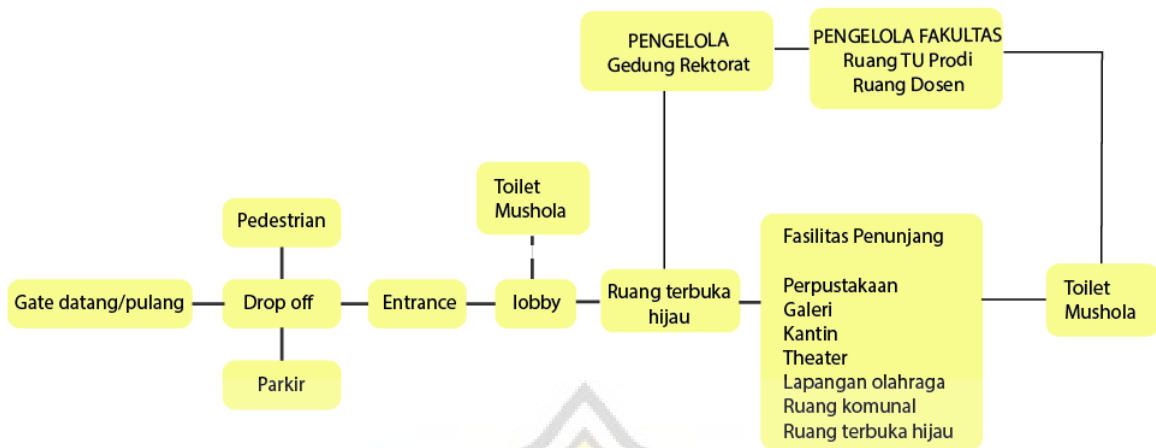 PENGELOLA
Gedung Rektorat
PENGELOLA FAKULTAS
Ruang TU Prodi
Ruang Dosen
Toilet
Mushola
Pedestrian
Gate datang/pulang
Drop off
Entrance
lobby
Ruang terbuka
hijau
Parkir
Fasilitas Penunjang
Perpustakaan
Galeri
Kantin
Theater
Lapangan olahraga
Ruang komunal
Ruang terbuka hijau
Toilet
Mushola